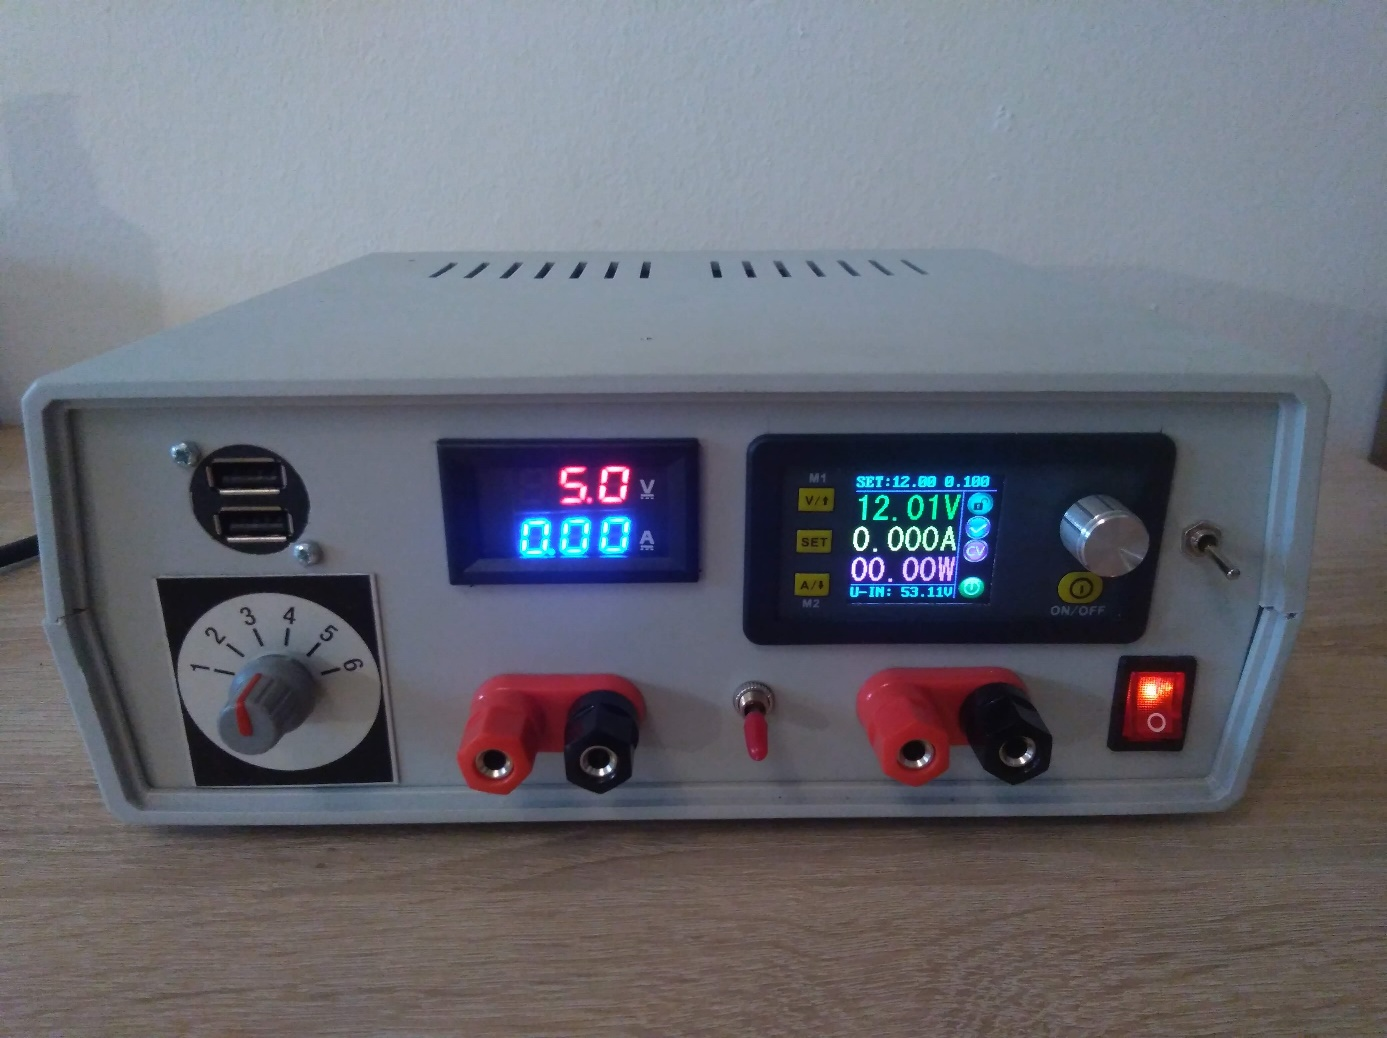 5.0 V
0.00 A
M1
V/↑
SET
A/↓
M2
SET:12.00 0.100
12.01V
0.000A
CV
00.00W
U-IN: 53.11V
ON/OFF
1 2 3 4 5 6